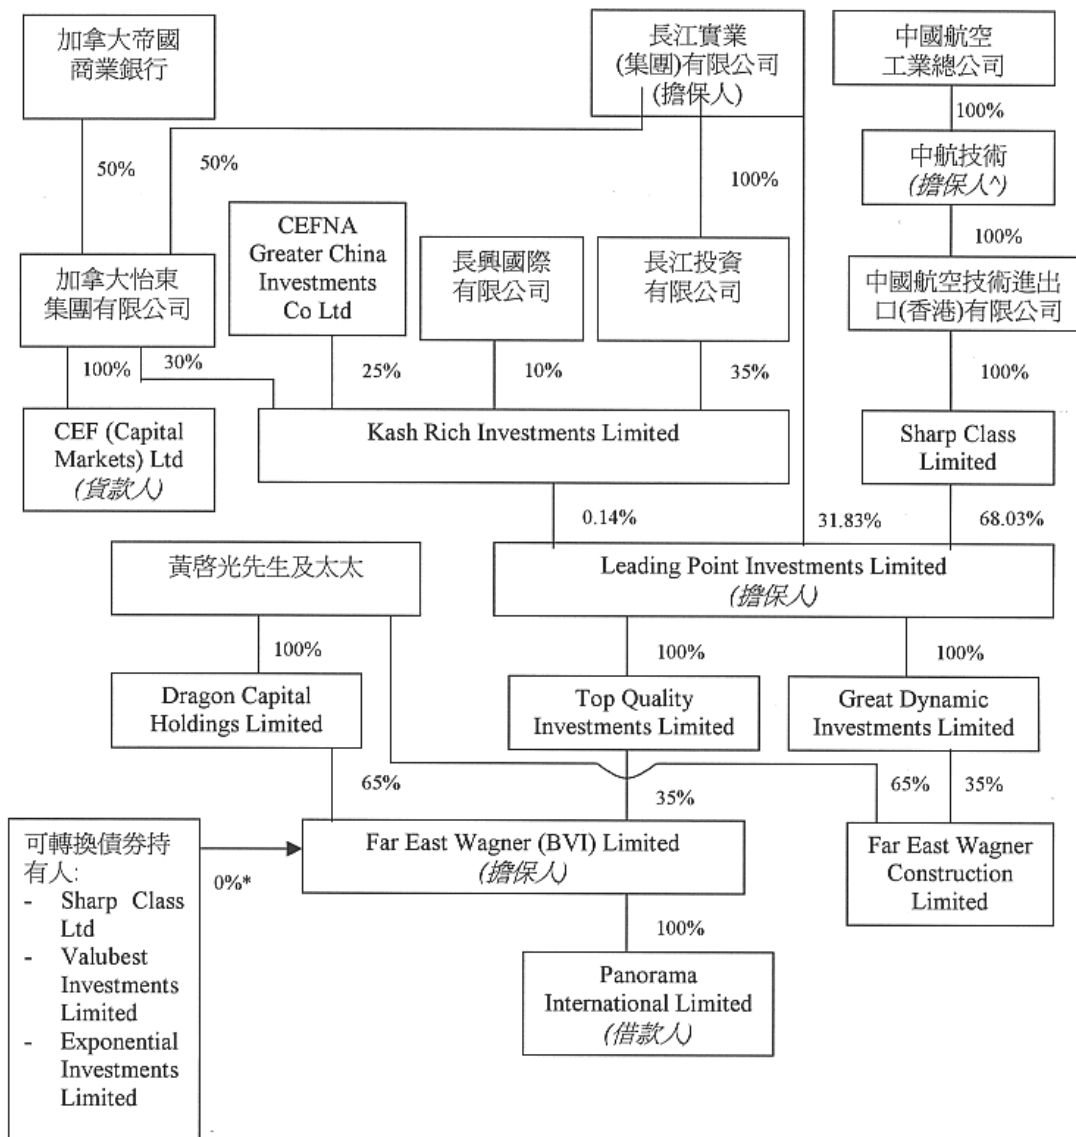 加拿大帝國
商業銀行
長江實業
(集團)有限公司
(擔保人)
中國航空
工業總公司
100%
50%
50%
100%
中航技術
(擔保人^)
100%
加拿大怡東
集團有限公司
CEFNA
Greater China
Investments
Co Ltd
長興國際
有限公司
長江投資
有限公司
中國航空技術進出
口(香港)有限公司
100%
30%
25%
10%
35%
100%
CEF (Capital
Markets) Ltd
(貸款人)
Kash Rich Investments Limited
Sharp Class
Limited
0.14%
31.83%
68.03%
黃啓光先生及太太
Leading Point Investments Limited
(擔保人)
100%
100%
100%
Dragon Capital
Holdings Limited
Top Quality
Investments Limited
Great Dynamic
Investments Limited
65%
35%
65%
35%
可轉換債券持
有人:
- Sharp Class
Ltd
- Valubest
Investments
Limited
- Exponential
Investments
Limited
0%*
Far East Wagner (BVI) Limited
(擔保人)
Far East Wagner
Construction
Limited
100%
Panorama
International Limited
(借款人)